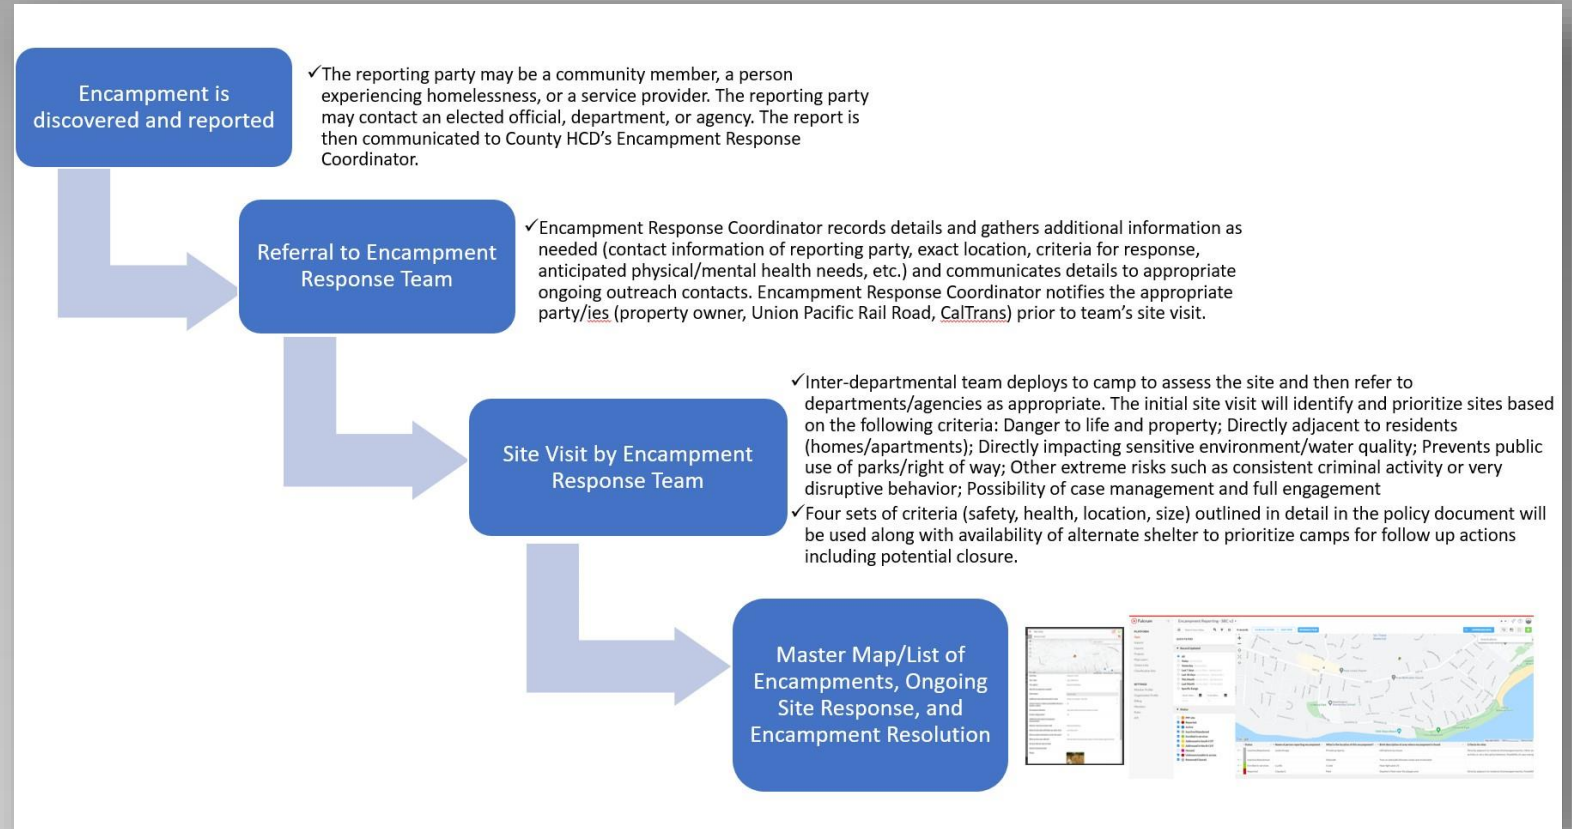 Encampment is
discovered and reported
✓The reporting party may be a community member, a person
experiencing homelessness, or a service provider. The reporting party
may contact an elected official, department, or agency. The report is
then communicated to County HCD’s Encampment Response
Coordinator.
Referral to Encampment
Response Team
✓Encampment Response Coordinator records details and gathers additional information as
needed (contact information of reporting party, exact location, criteria for response,
anticipated physical/mental health needs, etc.) and communicates details to appropriate
ongoing outreach contacts. Encampment Response Coordinator notifies the appropriate
party/ies (property owner, Union Pacific Rail Road, CalTrans) prior to team’s site visit.
Site Visit by Encampment
Response Team
✓Inter-departmental team deploys to camp to assess the site and then refer to
departments/agencies as appropriate. The initial site visit will identify and prioritize sites based
on the following criteria: Danger to life and property; Directly adjacent to residents
(homes/apartments); Directly impacting sensitive environment/water quality; Prevents public
use of parks/right of way; Other extreme risks such as consistent criminal activity or very
disruptive behavior; Possibility of case management and full engagement
✓Four sets of criteria (safety, health, location, size) outlined in detail in the policy document will
be used along with availability of alternate shelter to prioritize camps for follow up actions
including potential closure.
Master Map/List of
Encampments, Ongoing
Site Response, and
Encampment Resolution